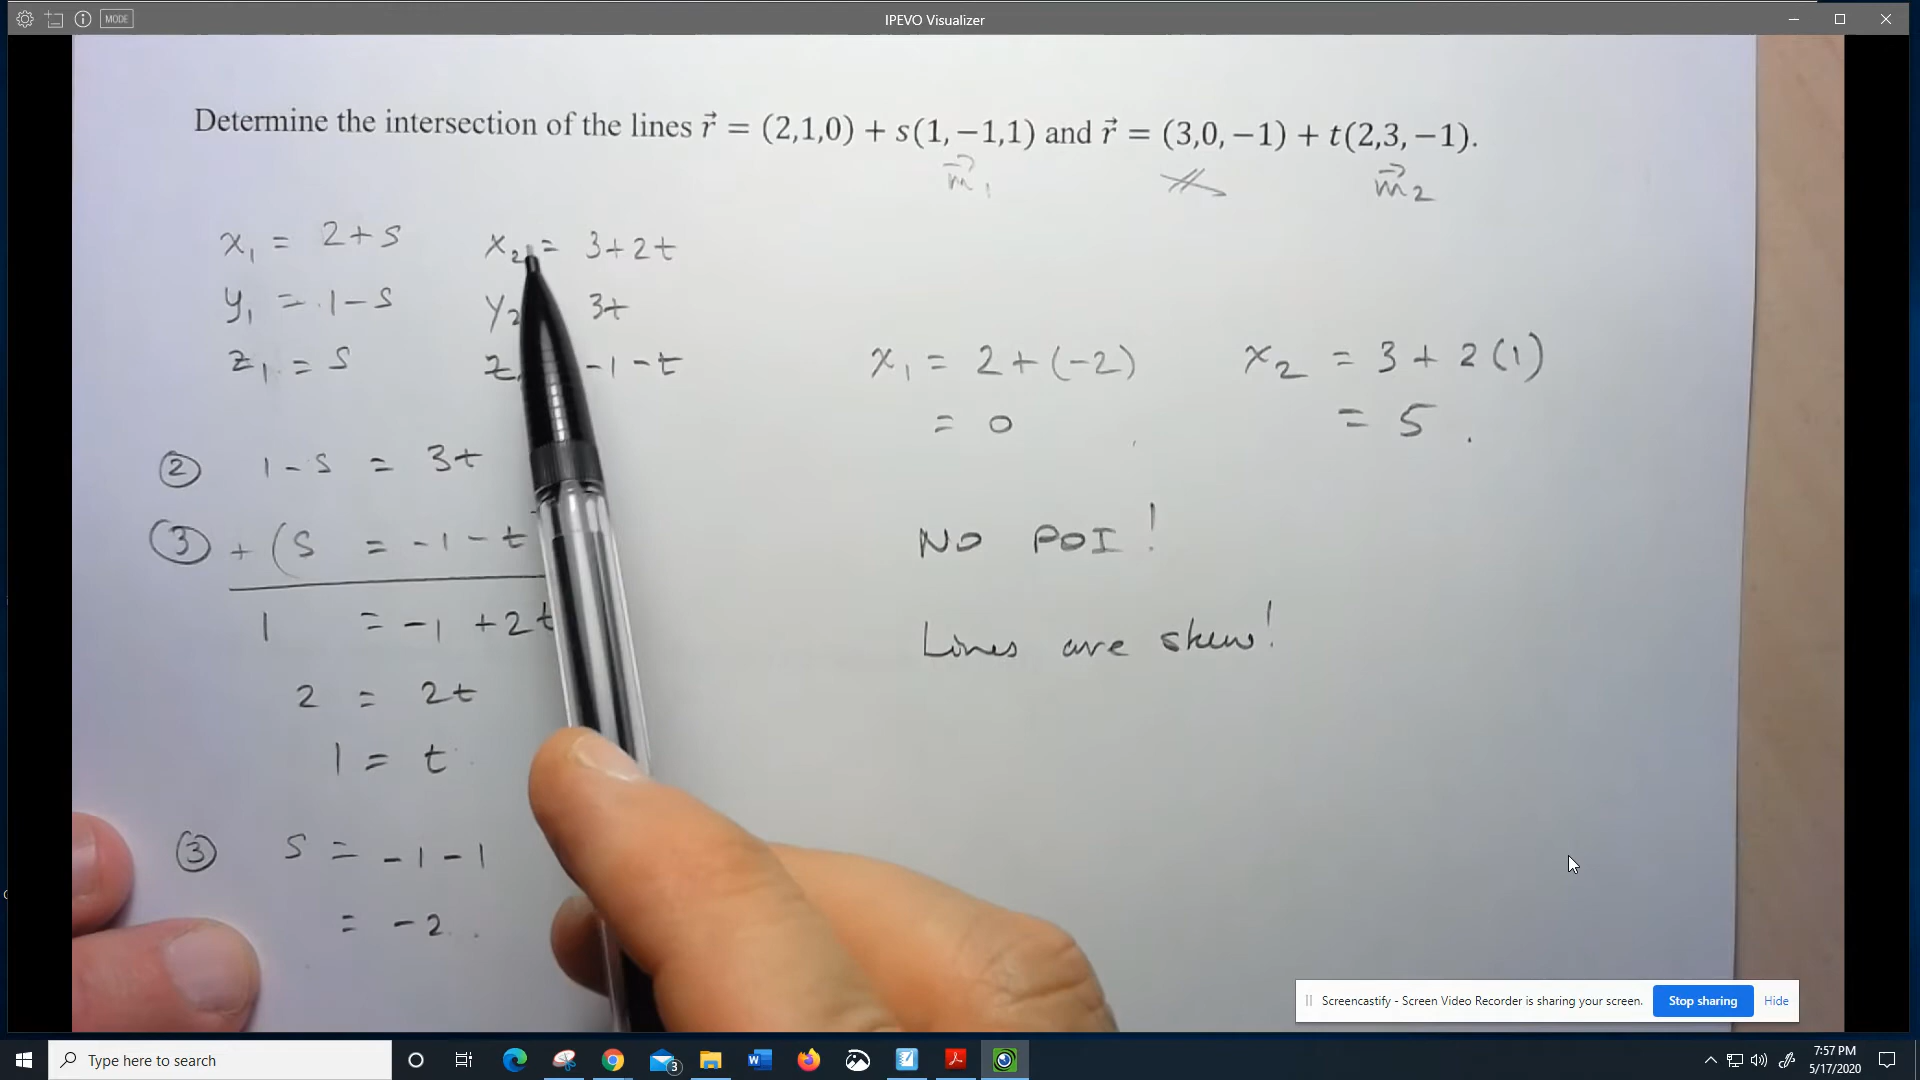 MODE
IPEVO Visualizer
Determine the intersection of the lines r⃗ = (2,1,0) + s(1,−1,1) and r⃗ = (3,0,−1) + t(2,3,−1).
m⃗₁ ∦ m⃗₂
x₁ = 2+s x₂ = 3+2t
y₁ = 1−s y₂ 3t
z₁ = s z −1−t
x₁ = 2+(−2) x₂ = 3+2(1)
= 0 = 5.
② 1−s = 3t
③ +(s = −1−t
1 = −1+2t
2 = 2t
1 = t
③ s = −1−1
= −2.
NO POI!
Lines are skew!
Screencastify - Screen Video Recorder is sharing your screen.
Stop sharing
Hide
Type here to search
3
7:57 PM
5/17/2020